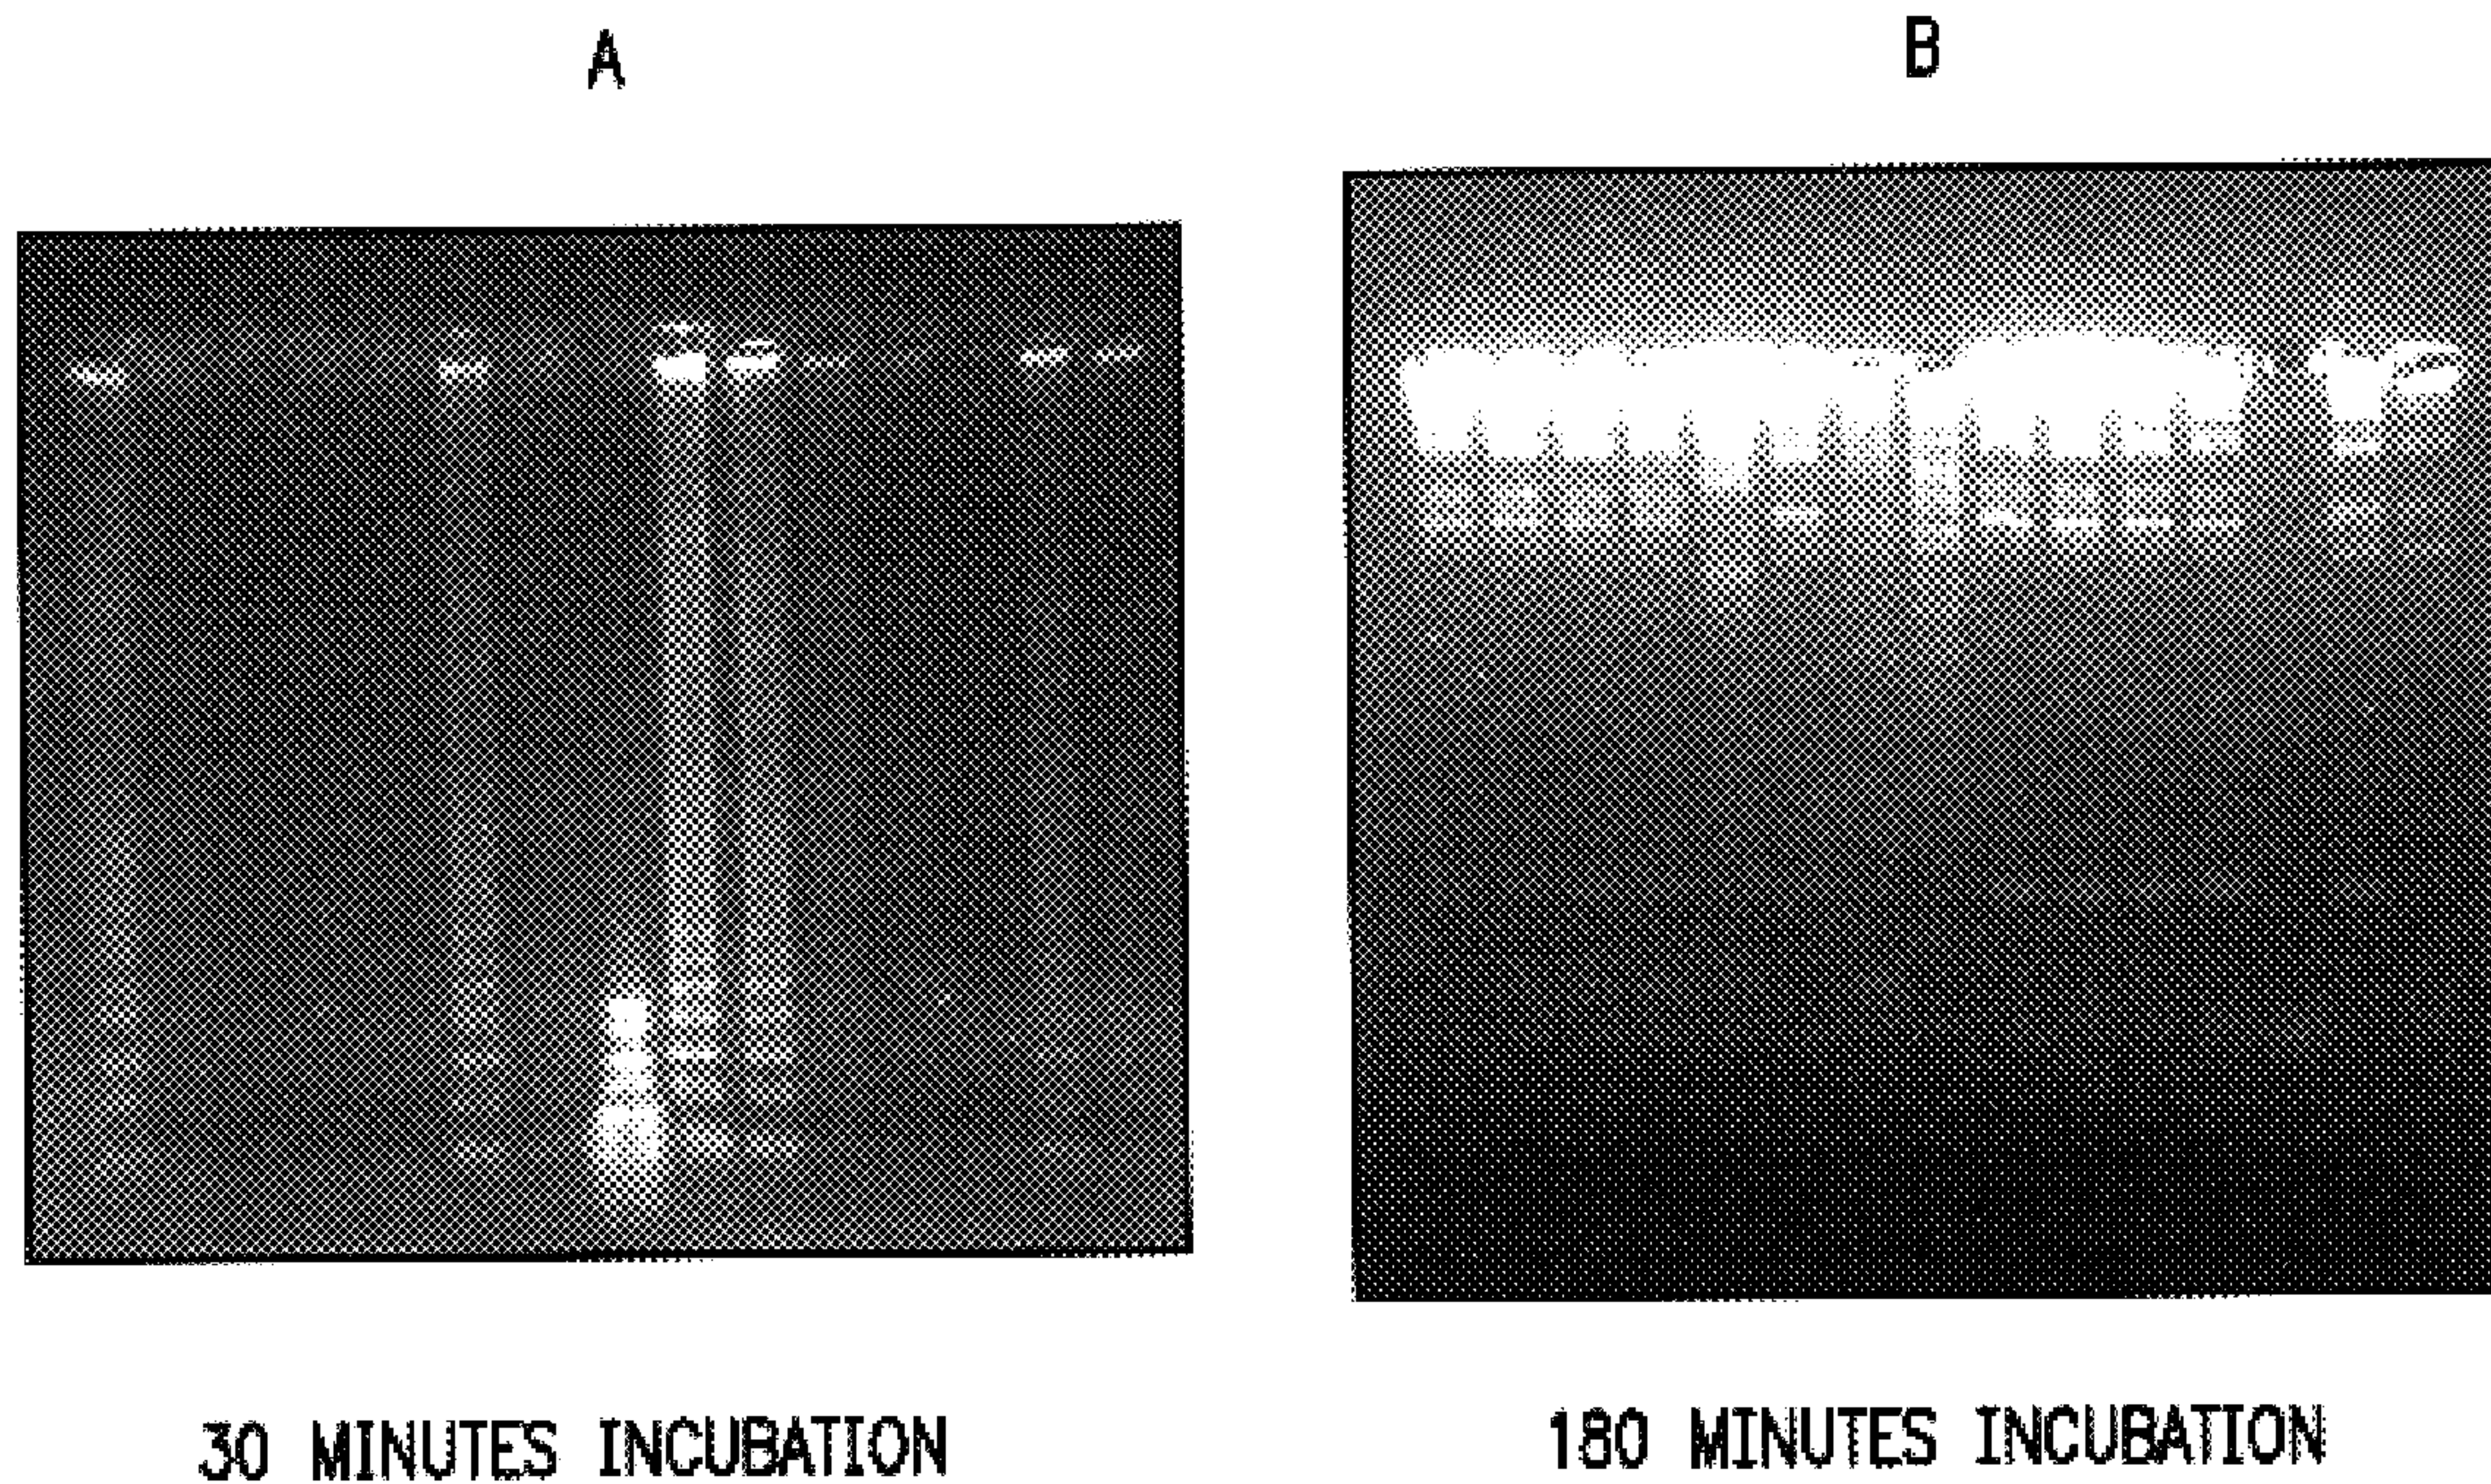 A
B
30 MINUTES INCUBATION
180 MINUTES INCUBATION